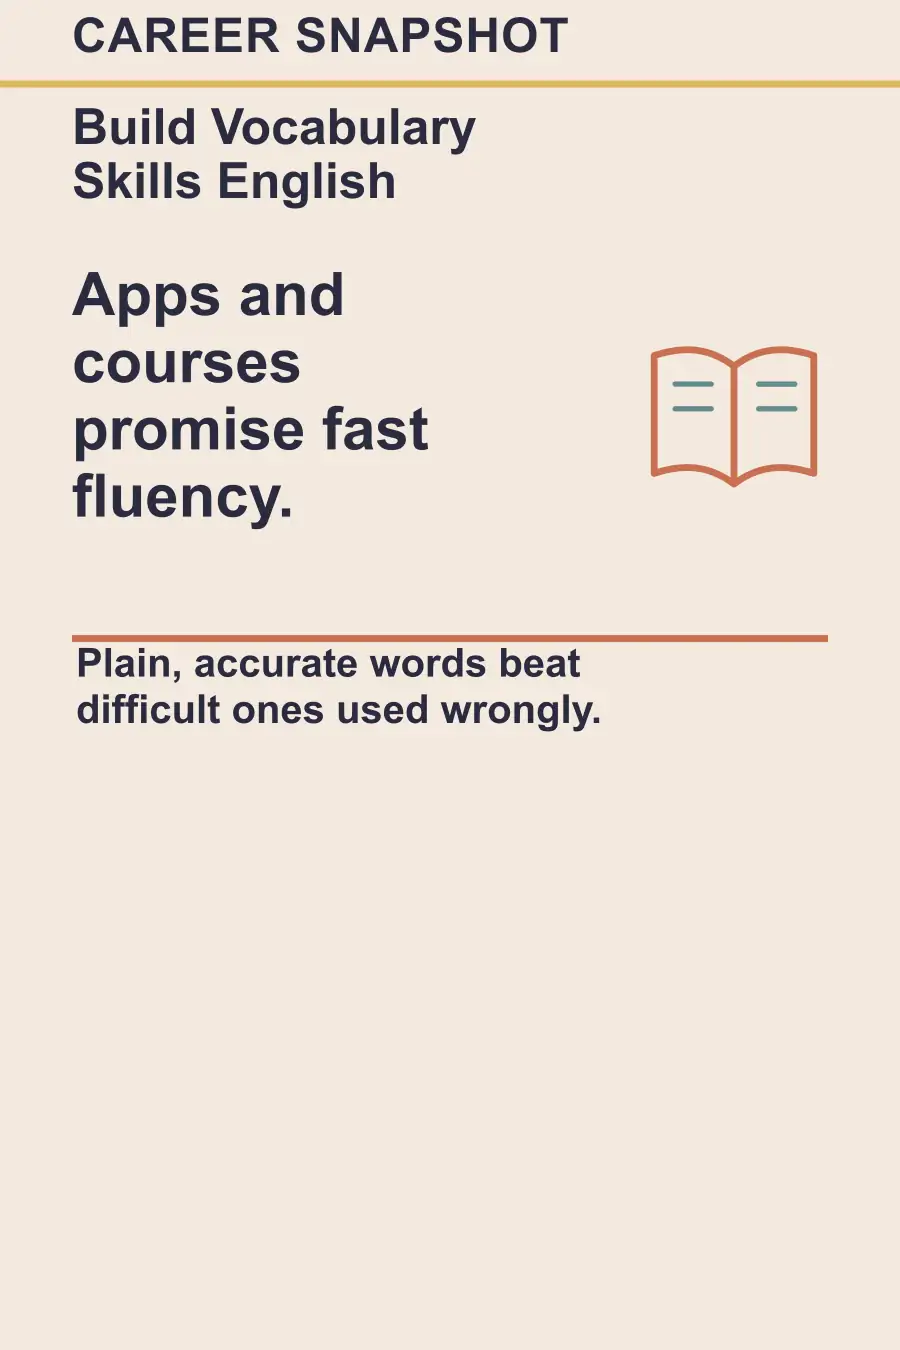 CAREER SNAPSHOT
Build Vocabulary
Skills English
Apps and
courses
promise fast
fluency.
Plain, accurate words beat
difficult ones used wrongly.